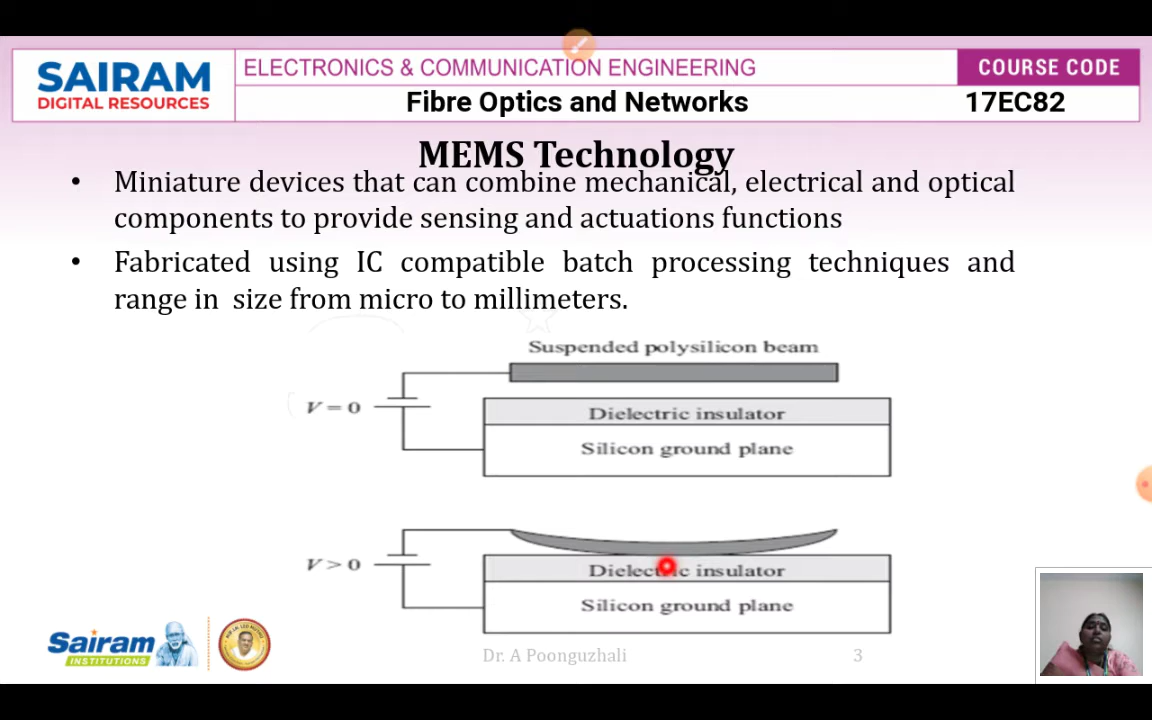 SAIRAM
DIGITAL RESOURCES
ELECTRONICS & COMMUNICATION ENGINEERING
COURSE CODE
Fibre Optics and Networks
17EC82
MEMS Technology
• Miniature devices that can combine mechanical, electrical and optical
components to provide sensing and actuations functions
• Fabricated using IC compatible batch processing techniques and
range in size from micro to millimeters.
Suspended polysilicon beam
V = 0
Dielectric insulator
Silicon ground plane
V > 0
Dielectric insulator
Silicon ground plane
Sairam
INSTITUTIONS
Dr. A Poonguzhali
3